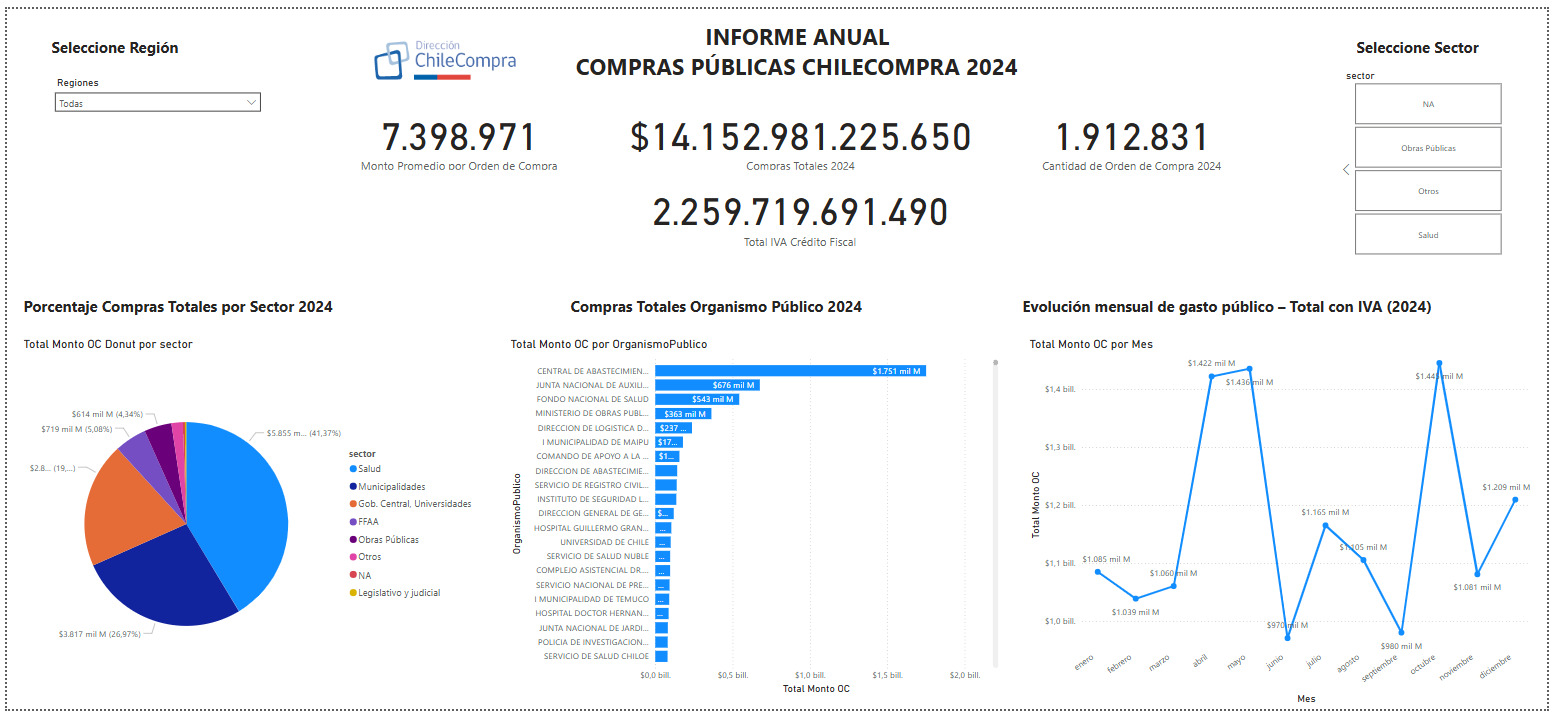 Seleccione Región
Regiones
Todas
Dirección
ChileCompra
INFORME ANUAL
COMPRAS PÚBLICAS CHILECOMPRA 2024
Seleccione Sector
sector
NA
Obras Públicas
Otros
Salud
7.398.971
Monto Promedio por Orden de Compra
$14.152.981.225.650
Compras Totales 2024
1.912.831
Cantidad de Orden de Compra 2024
2.259.719.691.490
Total IVA Crédito Fiscal
Porcentaje Compras Totales por Sector 2024
Total Monto OC Donut por sector
$614 mil M (4,34%)
$719 mil M (5,08%)
$2.8... (19,...)
$5.855 m... (41,37%)
$3.817 mil M (26,97%)
sector
Salud
Municipalidades
Gob. Central, Universidades
FFAA
Obras Públicas
Otros
NA
Legislativo y judicial
Compras Totales Organismo Público 2024
Total Monto OC por OrganismoPublico
OrganismoPublico
CENTRAL DE ABASTECIMIEN... $1.751 mil M
JUNTA NACIONAL DE AUXILI... $676 mil M
FONDO NACIONAL DE SALUD $543 mil M
MINISTERIO DE OBRAS PUBL... $363 mil M
DIRECCION DE LOGISTICA D... $237 ...
I MUNICIPALIDAD DE MAIPU $17...
COMANDO DE APOYO A LA ... $1...
DIRECCION DE ABASTECIMIE...
SERVICIO DE REGISTRO CIVIL...
INSTITUTO DE SEGURIDAD L...
DIRECCION GENERAL DE GE... $...
HOSPITAL GUILLERMO GRAN... ...
UNIVERSIDAD DE CHILE ...
SERVICIO DE SALUD NUBLE ...
COMPLEJO ASISTENCIAL DR... ...
SERVICIO NACIONAL DE PRE... ...
I MUNICIPALIDAD DE TEMUCO ...
HOSPITAL DOCTOR HERNAN... ...
JUNTA NACIONAL DE JARDI...
POLICIA DE INVESTIGACION...
SERVICIO DE SALUD CHILOE
$0,0 bill. $0,5 bill. $1,0 bill. $1,5 bill. $2,0 bill.
Total Monto OC
Evolución mensual de gasto público – Total con IVA (2024)
Total Monto OC por Mes
Total Monto OC
$1,4 bill.
$1,3 bill.
$1,2 bill.
$1,1 bill.
$1,0 bill.
$1.085 mil M
$1.039 mil M
$1.060 mil M
$1.422 mil M
$1.436 mil M
$970 mil M
$1.165 mil M
$1.105 mil M
$980 mil M
mil M
$1.081 mil M
$1.209 mil M
enero febrero marzo abril mayo junio julio agosto septiembre octubre noviembre diciembre
Mes